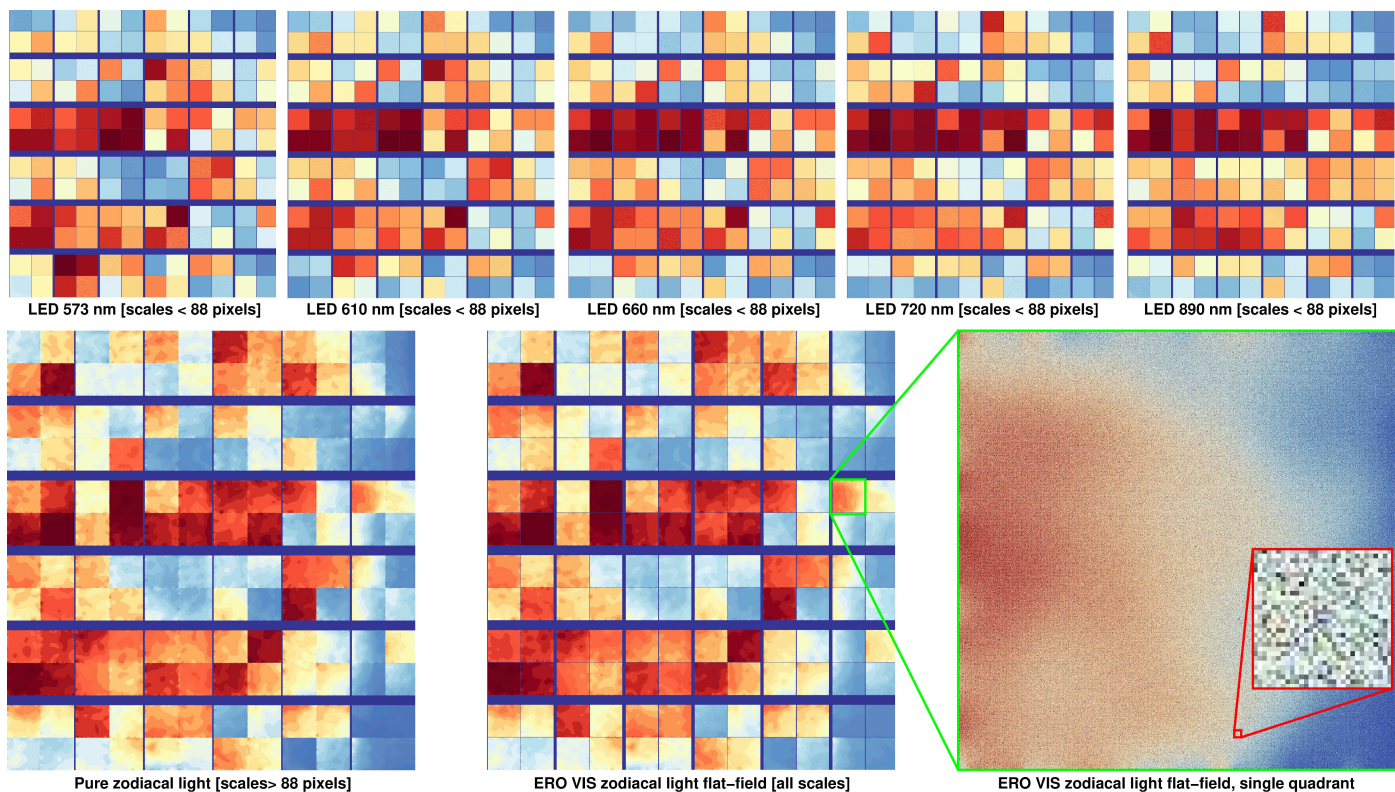 LED 573 nm [scales < 88 pixels]
LED 610 nm [scales < 88 pixels]
LED 660 nm [scales < 88 pixels]
LED 720 nm [scales < 88 pixels]
LED 890 nm [scales < 88 pixels]
Pure zodiacal light [scales> 88 pixels]
ERO VIS zodiacal light flat−field [all scales]
ERO VIS zodiacal light flat−field, single quadrant